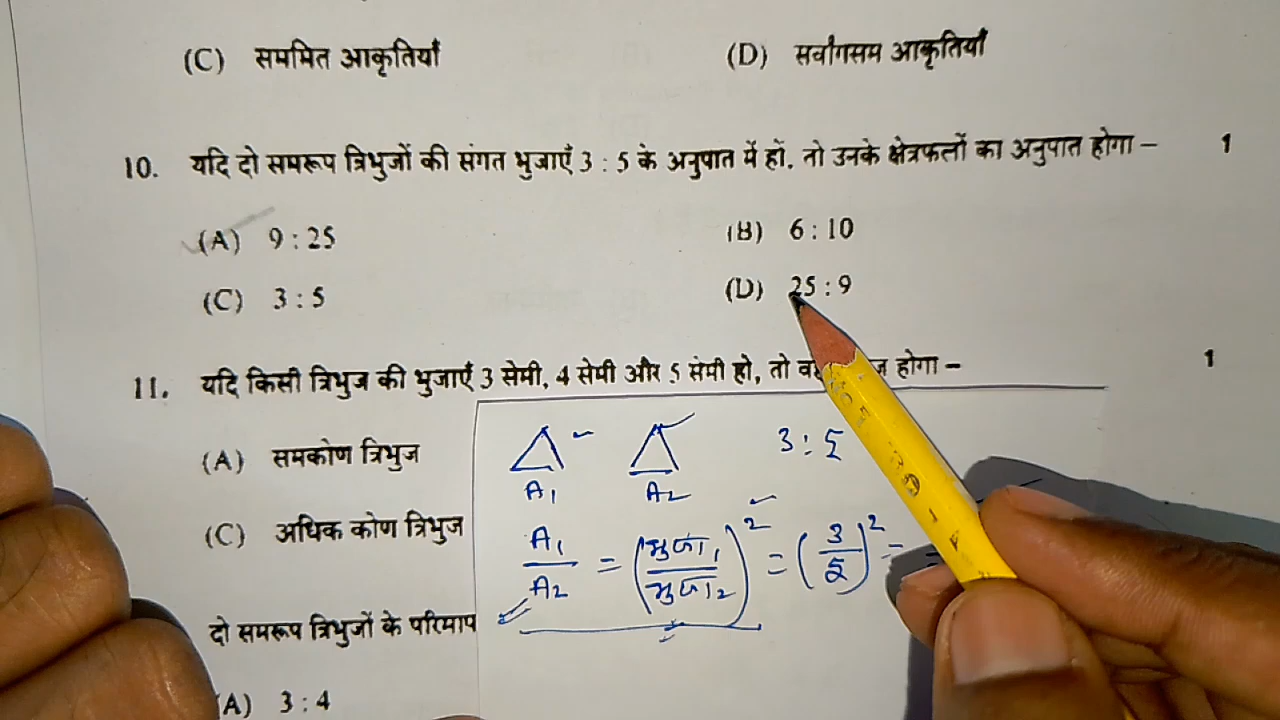 (C) सममित आकृतियाँ (D) सर्वांगसम आकृतियाँ
10. यदि दो समरूप त्रिभुजों की संगत भुजाएँ 3 : 5 के अनुपात में हों, तो उनके क्षेत्रफलों का अनुपात होगा – 1
(A) 9 : 25 (B) 6 : 10
(C) 3 : 5 (D) 25 : 9
11. यदि किसी त्रिभुज की भुजाएँ 3 सेमी, 4 सेमी और 5 सेमी हो, तो होगा – 1
(A) समकोण त्रिभुज
(C) अधिक कोण त्रिभुज
दो समरूप त्रिभुजों के परिमाप
(A) 3 : 4
3 : 5
A1 A2
A1/A2 = (भुजा1/भुजा2)² = (3/5)² =